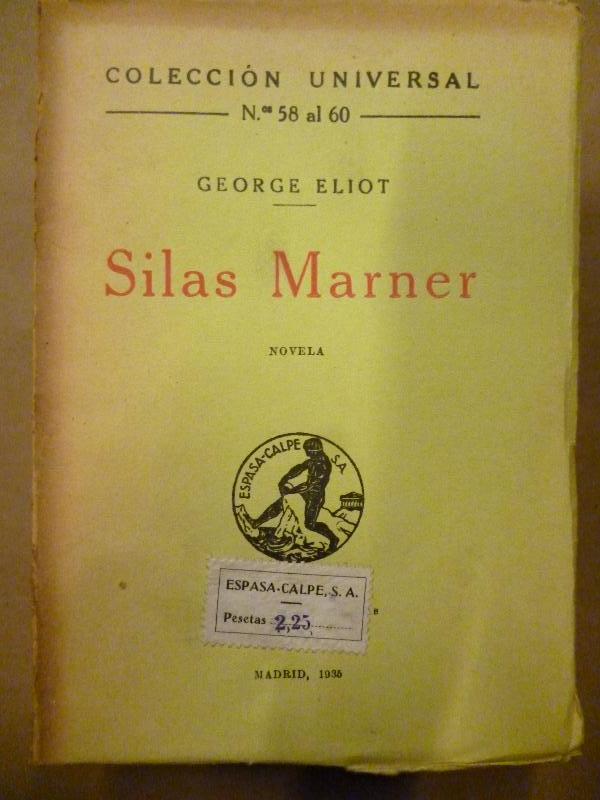 COLECCIÓN UNIVERSAL
N.os 58 al 60
GEORGE ELIOT
Silas Marner
NOVELA
ESPASA-CALPE S.A.
ESPASA-CALPE, S. A.
Pesetas 2,25
MADRID, 1935